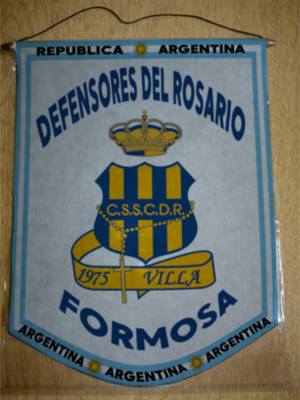 REPUBLICA ARGENTINA
DEFENSORES DEL ROSARIO
C.S.S.C.D.R.
1975 VILLA
FORMOSA
ARGENTINA ARGENTINA ARGENTINA